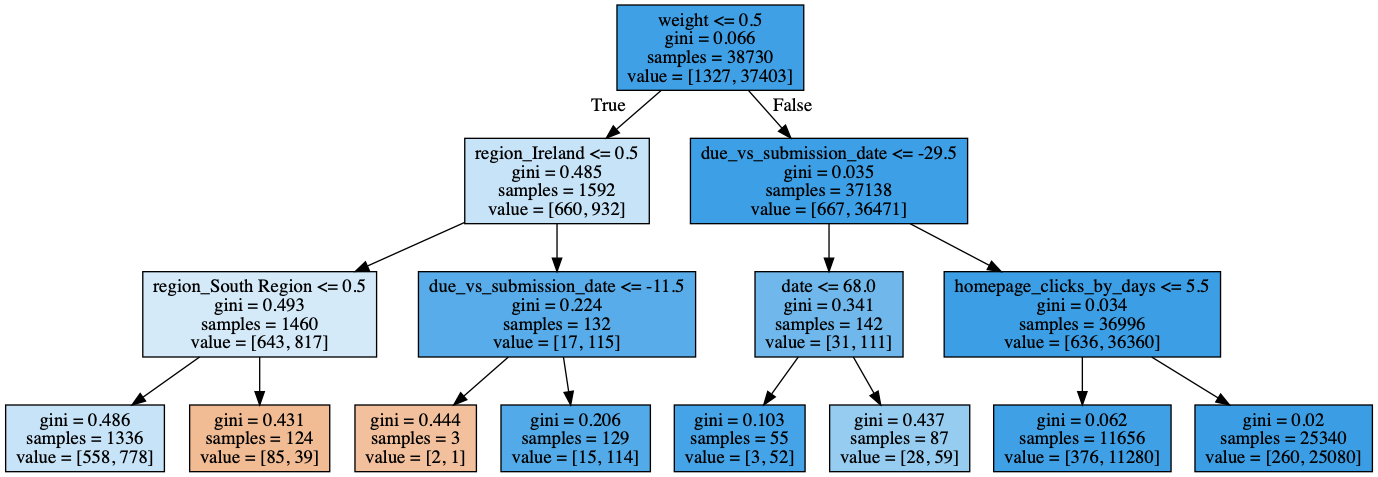 weight <= 0.5
gini = 0.066
samples = 38730
value = [1327, 37403]
True
False
region_Ireland <= 0.5
gini = 0.485
samples = 1592
value = [660, 932]
due_vs_submission_date <= -29.5
gini = 0.035
samples = 37138
value = [667, 36471]
region_South Region <= 0.5
gini = 0.493
samples = 1460
value = [643, 817]
due_vs_submission_date <= -11.5
gini = 0.224
samples = 132
value = [17, 115]
date <= 68.0
gini = 0.341
samples = 142
value = [31, 111]
homepage_clicks_by_days <= 5.5
gini = 0.034
samples = 36996
value = [636, 36360]
gini = 0.486
samples = 1336
value = [558, 778]
gini = 0.431
samples = 124
value = [85, 39]
gini = 0.444
samples = 3
value = [2, 1]
gini = 0.206
samples = 129
value = [15, 114]
gini = 0.103
samples = 55
value = [3, 52]
gini = 0.437
samples = 87
value = [28, 59]
gini = 0.062
samples = 11656
value = [376, 11280]
gini = 0.02
samples = 25340
value = [260, 25080]